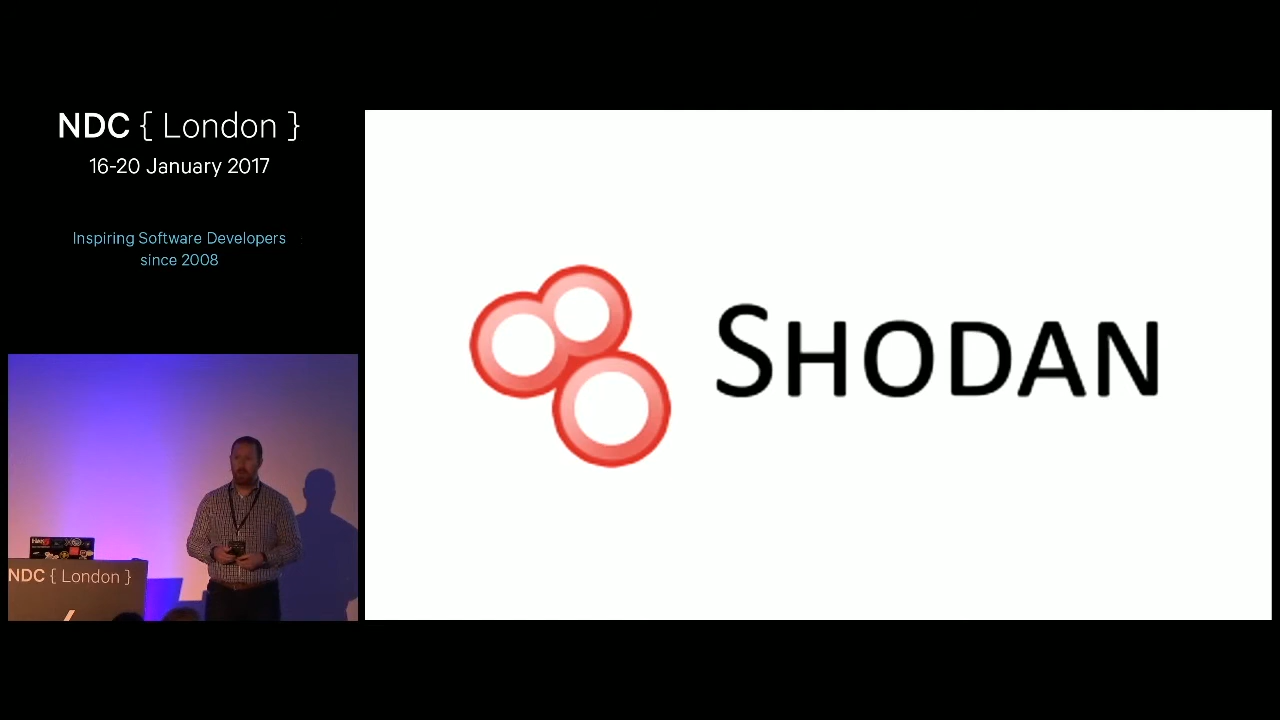 NDC { London }
16-20 January 2017
Inspiring Software Developers
since 2008
SHODAN
NDC { London }